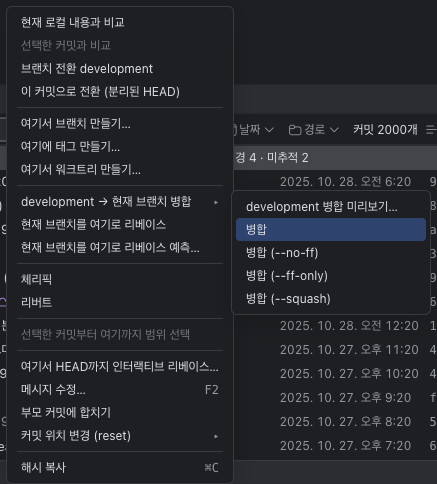 현재 로컬 내용과 비교
선택한 커밋과 비교
브랜치 전환 development
이 커밋으로 전환 (분리된 HEAD)
여기서 브랜치 만들기...
여기에 태그 만들기...
여기서 워크트리 만들기...
development → 현재 브랜치 병합
현재 브랜치를 여기로 리베이스
현재 브랜치를 여기로 리베이스 예측...
체리픽
리버트
선택한 커밋부터 여기까지 범위 선택
여기서 HEAD까지 인터랙티브 리베이스...
메시지 수정... F2
부모 커밋에 합치기
커밋 위치 변경 (reset)
해시 복사 ⌘C
날짜 경로 커밋 2000개
경 4 · 미추적 2
2025. 10. 28. 오전 6:20 9
development 병합 미리보기...
병합
병합 (--no-ff)
병합 (--ff-only)
병합 (--squash)
2025. 10. 28. 오전 12:20 1
2025. 10. 27. 오후 11:20 4
2025. 10. 27. 오후 10:20 4
2025. 10. 27. 오후 9:20 f
2025. 10. 27. 오후 8:20 5
2025. 10. 27. 오후 7:20 6